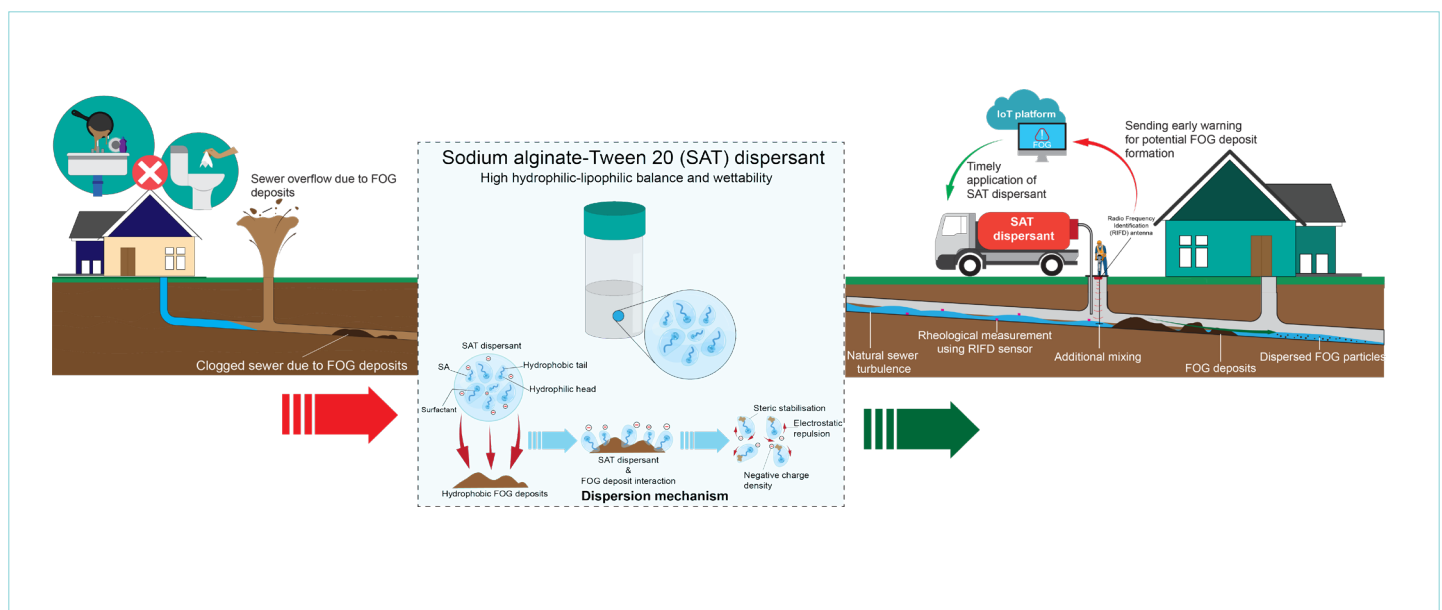 Sewer overflow due to FOG
deposits
Clogged sewer due to FOG deposits
Sodium alginate-Tween 20 (SAT) dispersant
High hydrophilic-lipophilic balance and wettability
SAT dispersant
SA
Hydrophobic tail
Hydrophilic head
Surfactant
Hydrophobic FOG deposits
SAT dispersant
&
FOG deposit interaction
Steric stabilisation
Electrostatic
repulsion
Negative charge
density
Dispersion mechanism
IoT platform
FOG
Sending early warning
for potential FOG deposit
formation
Timely
application of
SAT dispersant
SAT
dispersant
Radio Frequency
Identification
(RIFD) antenna
Natural sewer
turbulence
Rheological measurement
using RIFD sensor
Additional mixing
FOG deposits
Dispersed FOG particles